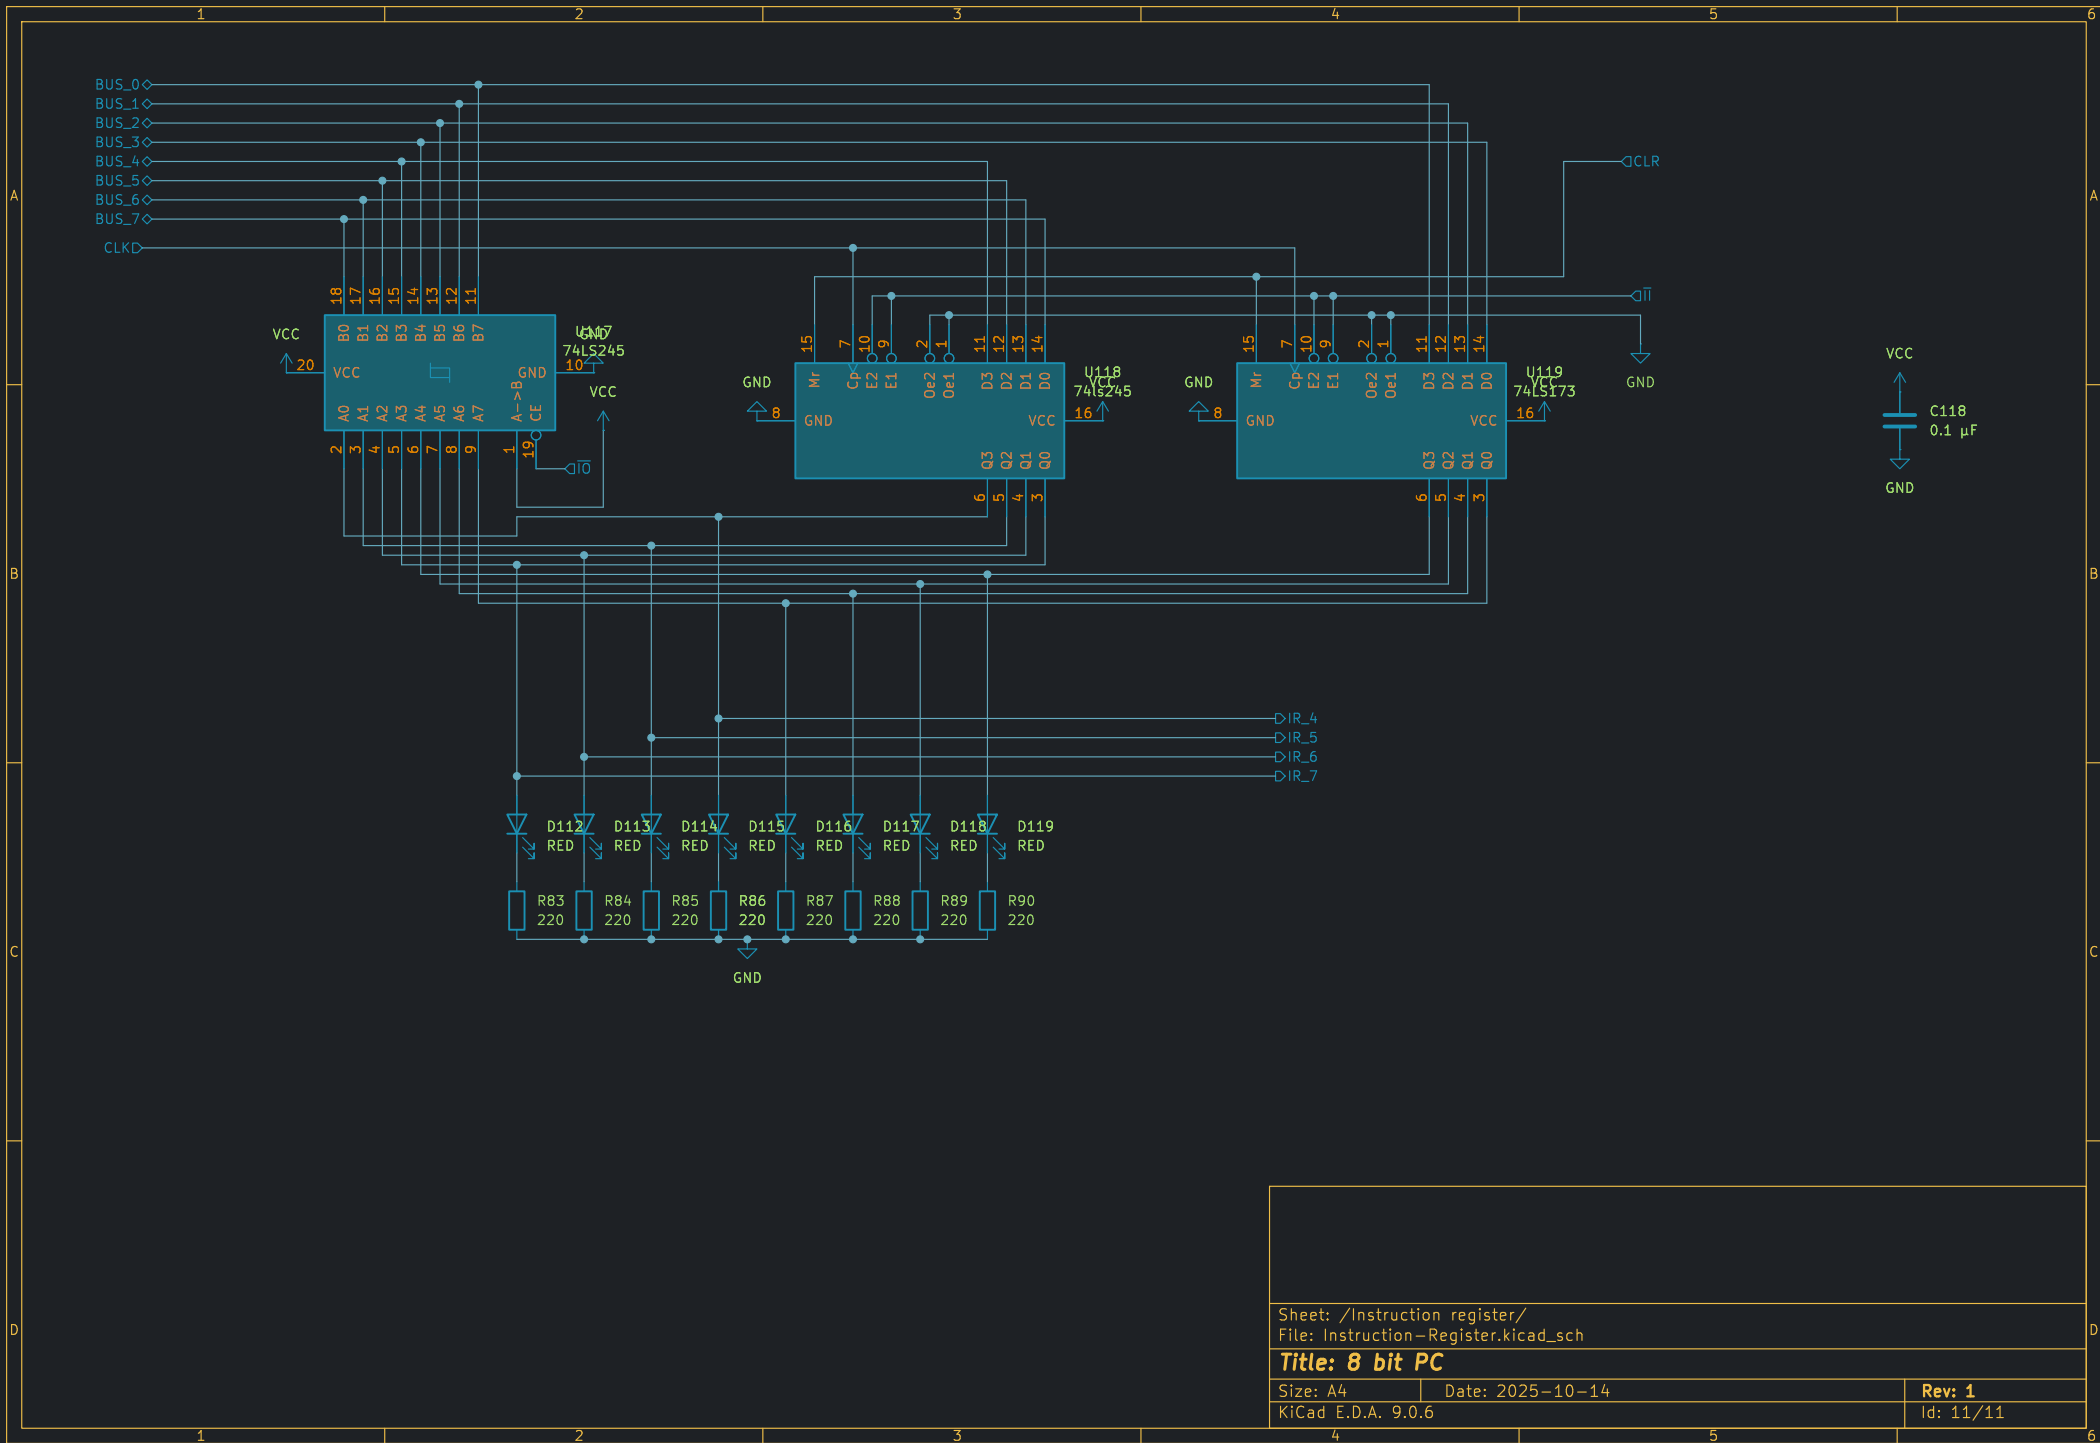 1 2 3 4 5 6
BUS_0
BUS_1
BUS_2
BUS_3
BUS_4
BUS_5
BUS_6
BUS_7
CLK
CLR
I̅I̅
A A
18 17 16 15 14 13 12 11
B0 B1 B2 B3 B4 B5 B6 B7
VCC
20
VCC
GND
10
GND
U117
74LS245
VCC
A0 A1 A2 A3 A4 A5 A6 A7 A->B CE
2 3 4 5 6 7 8 9 1 19
I̅O̅
15 7 10 9 2 1 11 12 13 14
Mr Cp E2 E1 Oe2 Oe1 D3 D2 D1 D0
GND
8
GND
VCC
16
VCC
U118
74ls245
Q3 Q2 Q1 Q0
6 5 4 3
15 7 10 9 2 1 11 12 13 14
Mr Cp E2 E1 Oe2 Oe1 D3 D2 D1 D0
GND
8
GND
VCC
16
VCC
U119
74LS173
Q3 Q2 Q1 Q0
6 5 4 3
GND
VCC
C118
0.1 µF
GND
B B
IR_4
IR_5
IR_6
IR_7
D112 D113 D114 D115 D116 D117 D118 D119
RED RED RED RED RED RED RED RED
R83 R84 R85 R86 R87 R88 R89 R90
220 220 220 220 220 220 220 220
GND
C C
D D
Sheet: /Instruction register/
File: Instruction-Register.kicad_sch
Title: 8 bit PC
Size: A4 Date: 2025-10-14 Rev: 1
KiCad E.D.A. 9.0.6 Id: 11/11
1 2 3 4 5 6